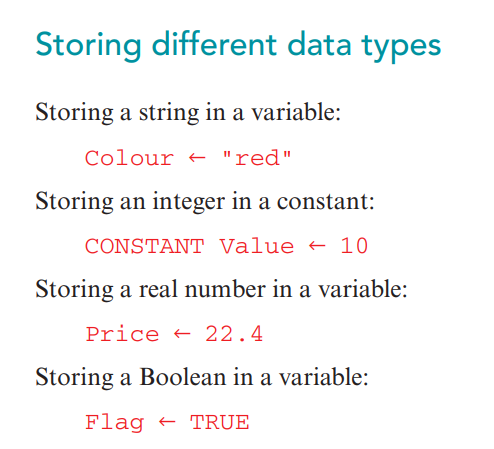 Storing different data types
Storing a string in a variable:
Colour ← "red"
Storing an integer in a constant:
CONSTANT Value ← 10
Storing a real number in a variable:
Price ← 22.4
Storing a Boolean in a variable:
Flag ← TRUE